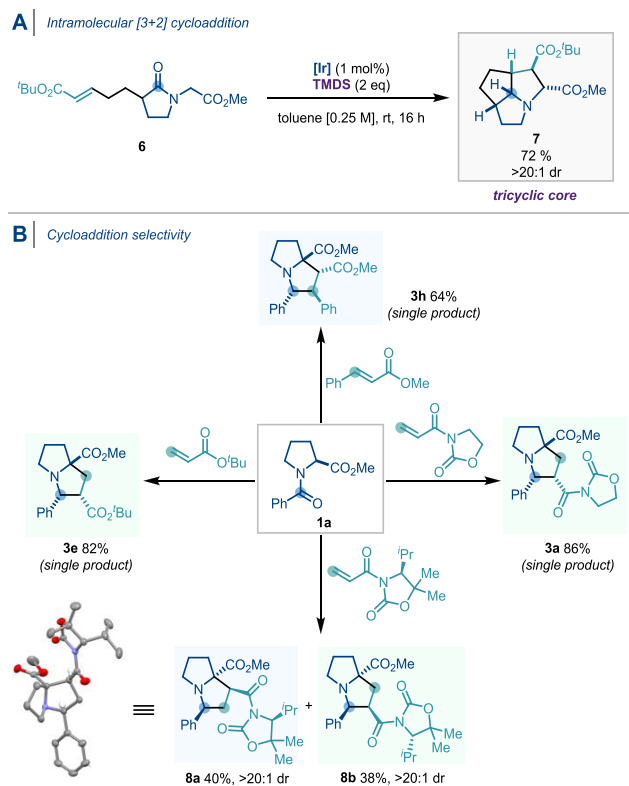 A Intramolecular [3+2] cycloaddition
ᵗBuO₂C
O
N
CO₂Me
6
[Ir] (1 mol%)
TMDS (2 eq)
toluene [0.25 M], rt, 16 h
H
CO₂ᵗBu
H
CO₂Me
N
H
7
72 %
>20:1 dr
tricyclic core
B Cycloaddition selectivity
CO₂Me
N
CO₂Me
Ph
Ph
3h 64%
(single product)
Ph
O
OMe
O
OᵗBu
O
N
O
O
CO₂Me
N
Ph
CO₂ᵗBu
3e 82%
(single product)
CO₂Me
N
Ph
O
1a
CO₂Me
N
Ph
O
N
O
O
3a 86%
(single product)
O
N
ⁱPr
Me
Me
O
O
CO₂Me
N
O
Ph
N
ⁱPr
O
O
Me
Me
8a 40%, >20:1 dr
+
CO₂Me
N
Ph
O
N
O
O
Me
Me
ⁱPr
8b 38%, >20:1 dr